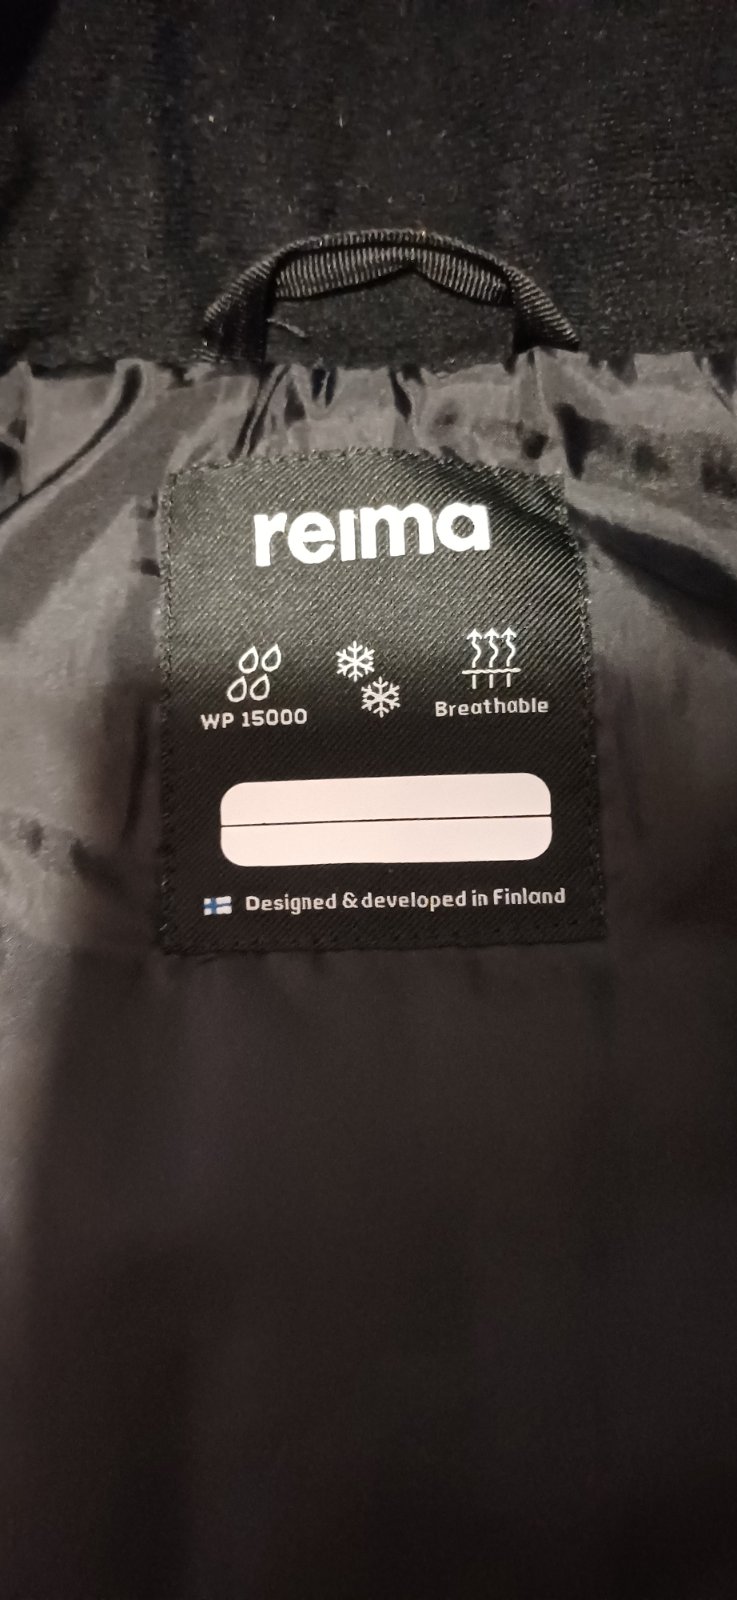 reima
WP 15000
Breathable
Designed & developed in Finland